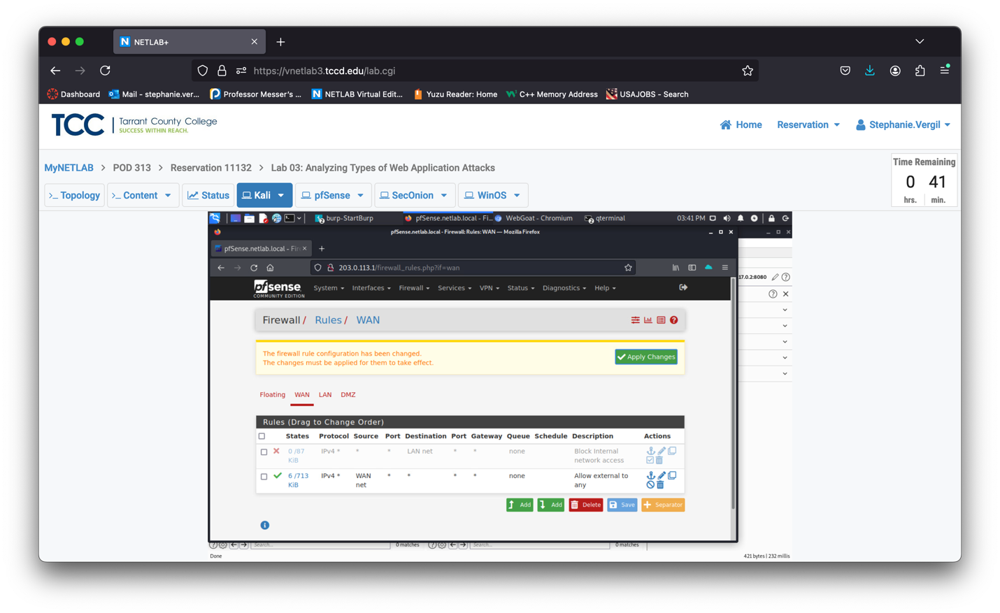 NETLAB+
https://vnetlab3.tccd.edu/lab.cgi
Dashboard Mail - stephanie.ver... Professor Messer's ... NETLAB Virtual Edit... Yuzu Reader: Home C++ Memory Address USAJOBS - Search
TCC Tarrant County College
SUCCESS WITHIN REACH.
Home Reservation Stephanie.Vergil
MyNETLAB > POD 313 > Reservation 11132 > Lab 03: Analyzing Types of Web Application Attacks
Time Remaining
0 41
hrs. min.
>_ Topology >_ Content Status Kali pfSense SecOnion WinOS
burp-StartBurp pfSense.netlab.local - Fi... WebGoat - Chromium qterminal 03:41 PM
pfSense.netlab.local - Firewall: Rules: WAN — Mozilla Firefox
pfSense.netlab.local - Fir
203.0.113.1/firewall_rules.php?if=wan
17.0.2:8080
pfsense
COMMUNITY EDITION
System Interfaces Firewall Services VPN Status Diagnostics Help
Firewall / Rules / WAN
The firewall rule configuration has been changed.
The changes must be applied for them to take effect.
Apply Changes
Floating WAN LAN DMZ
Rules (Drag to Change Order)
States Protocol Source Port Destination Port Gateway Queue Schedule Description Actions
0 /87 IPv4 * * * LAN net * * none Block Internal
KiB network access
6 /713 IPv4 * WAN * * * * none Allow external to
KiB net any
Add Add Delete Save Separator
Search... 0 matches Search... 0 matches
Done 421 bytes | 232 millis